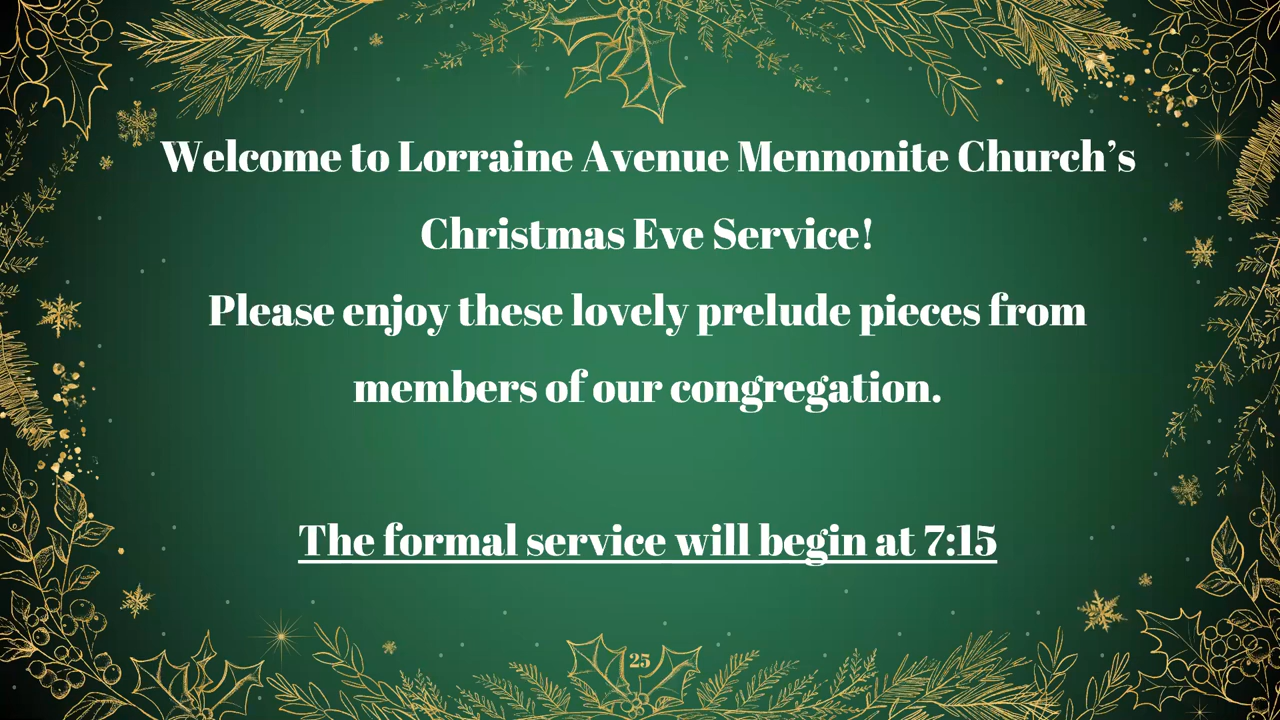 Welcome to Lorraine Avenue Mennonite Church’s
Christmas Eve Service!
Please enjoy these lovely prelude pieces from
members of our congregation.
The formal service will begin at 7:15
25